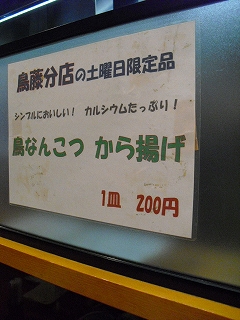 鳥藤分店の土曜日限定品
シンプルにおいしい！ カルシウムたっぷり！
鳥なんこつ から揚げ
1皿 200円